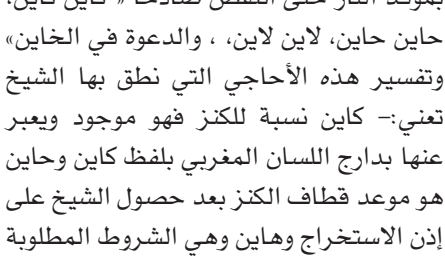 بموقد النار حتى انتفض صادحا « كاين كاين،
حاين حاين، لاين لاين، ، والدعوة في الخاين»
وتفسير هذه الأحاجي التي نطق بها الشيخ
تعني:– كاين نسبة للكنز فهو موجود ويعبر
عنها بدارج اللسان المغربي بلفظ كاين وحاين
هو موعد قطاف الكنز بعد حصول الشيخ على
إذن الاستخراج وهاين وهي الشروط المطلوبة